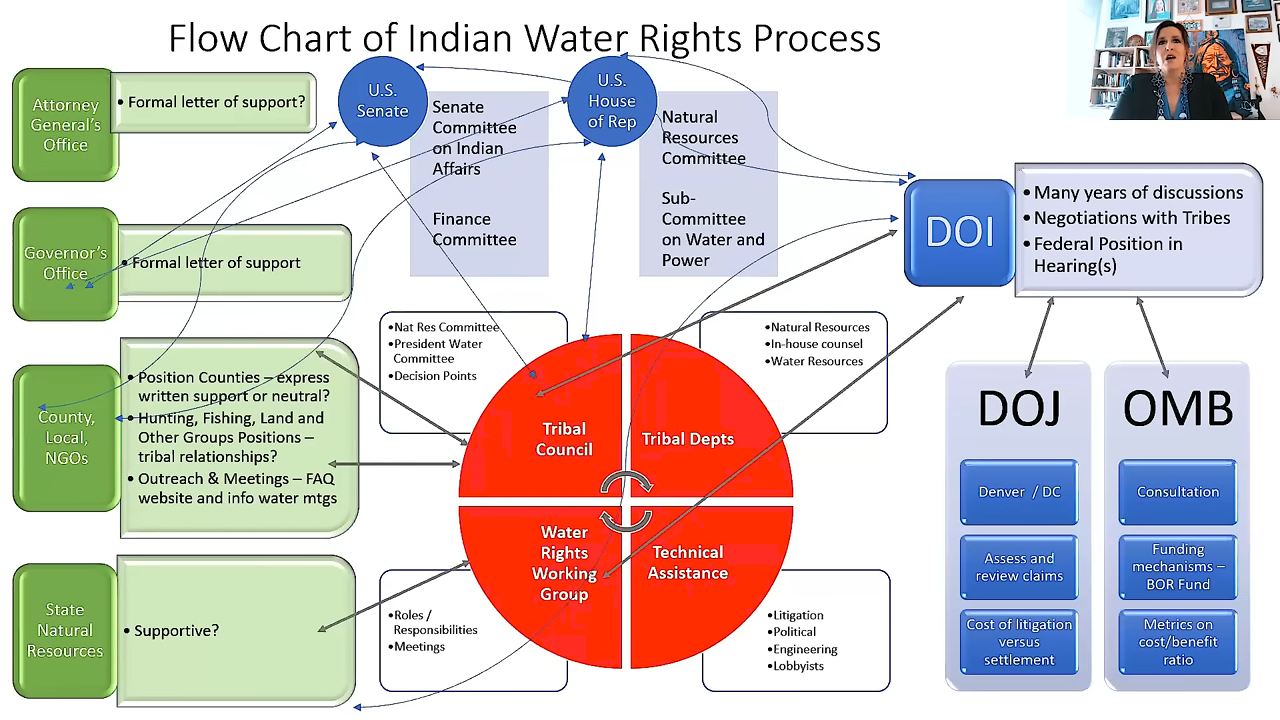 Flow Chart of Indian Water Rights Process
Attorney
General's
Office
• Formal letter of support?
U.S.
Senate
Senate
Committee
on Indian
Affairs
Finance
Committee
U.S.
House
of Rep
Natural
Resources
Committee
Sub-
Committee
on Water and
Power
DOI
• Many years of discussions
• Negotiations with Tribes
• Federal Position in
Hearing(s)
Governor's
Office
• Formal letter of support
County,
Local,
NGOs
• Position Counties – express
written support or neutral?
• Hunting, Fishing, Land and
Other Groups Positions –
tribal relationships?
• Outreach & Meetings – FAQ
website and info water mtgs
State
Natural
Resources
• Supportive?
• Nat Res Committee
• President Water
Committee
• Decision Points
• Natural Resources
• In-house counsel
• Water Resources
Tribal
Council
Tribal Depts
Water
Rights
Working
Group
Technical
Assistance
• Roles /
Responsibilities
• Meetings
• Litigation
• Political
• Engineering
• Lobbyists
DOJ
Denver / DC
Assess and
review claims
Cost of litigation
versus
settlement
OMB
Consultation
Funding
mechanisms –
BOR Fund
Metrics on
cost/benefit
ratio